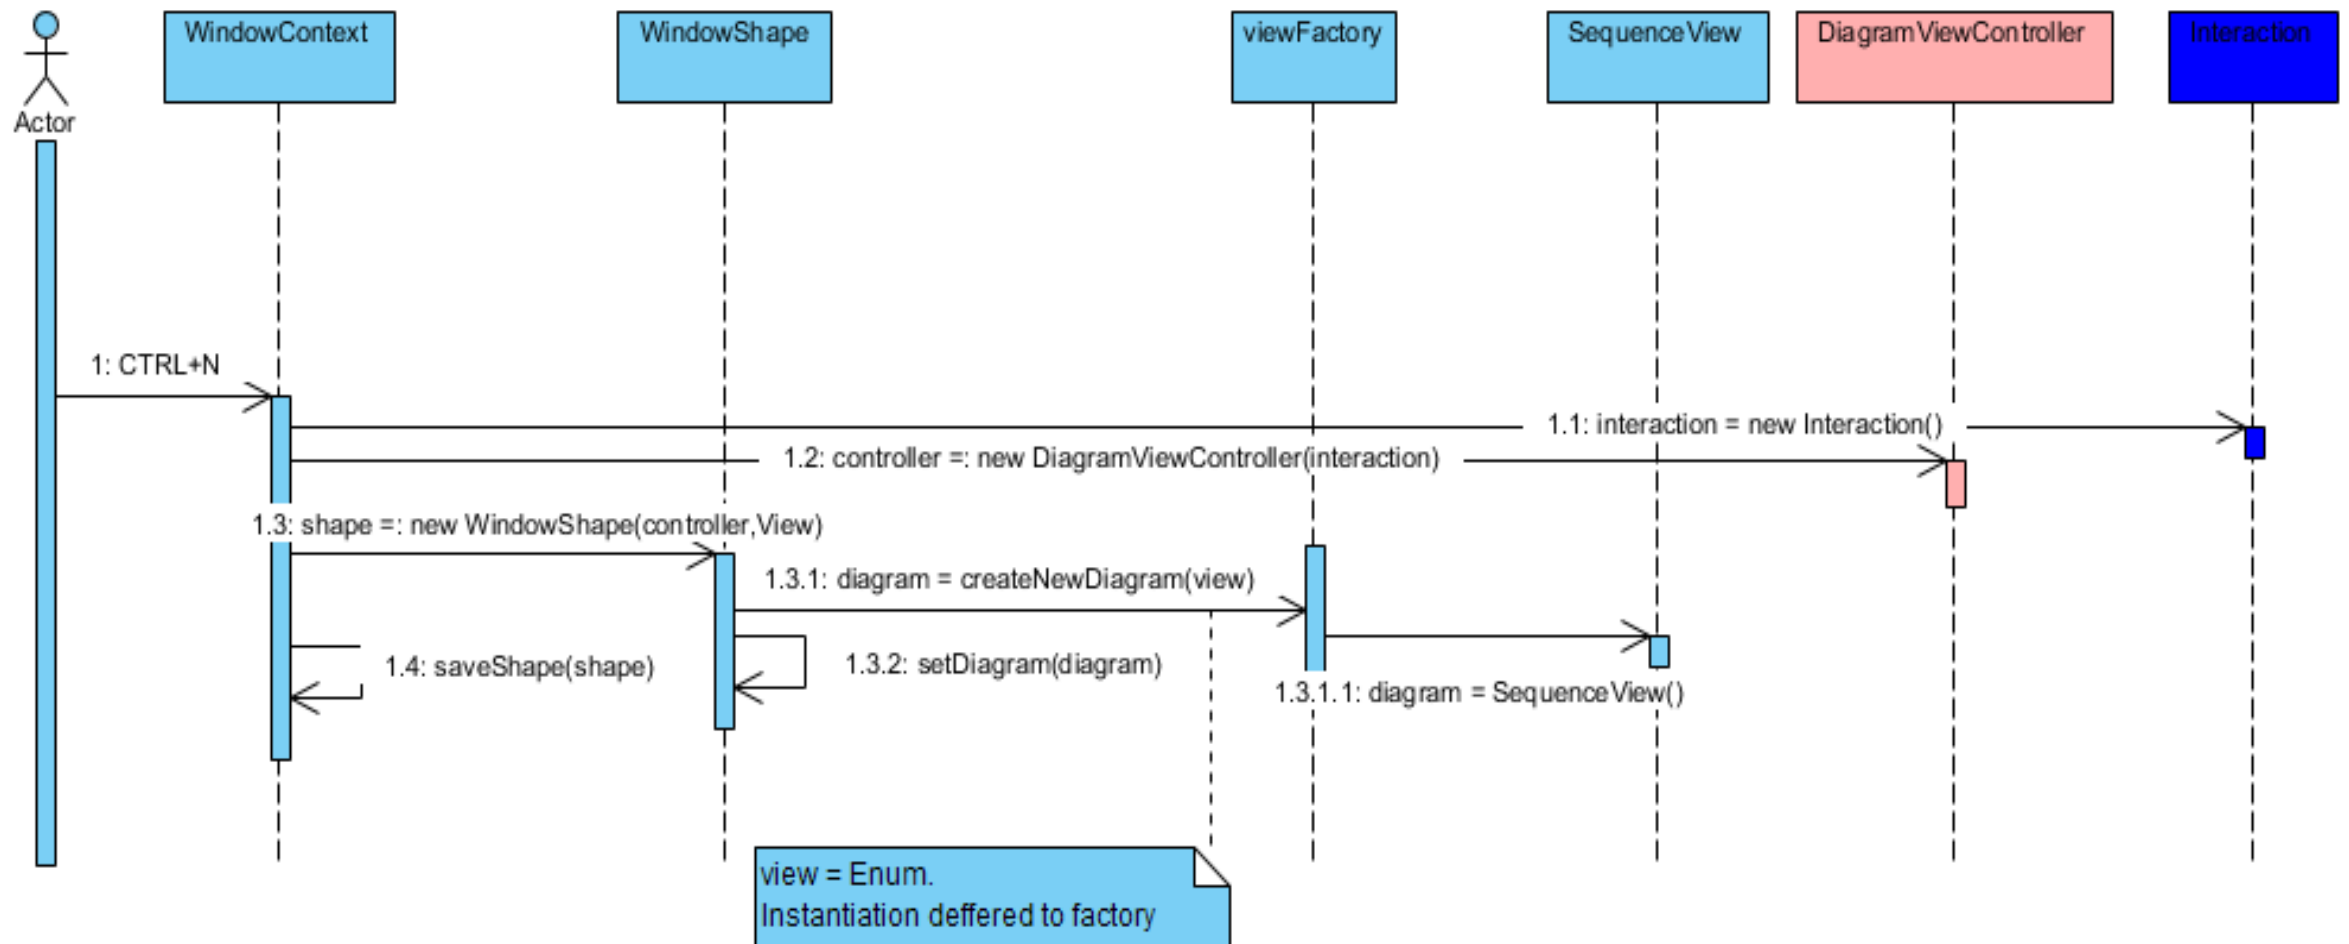 WindowContext
WindowShape
viewFactory
SequenceView
DiagramViewController
Interaction
Actor
1: CTRL+N
1.1: interaction = new Interaction()
1.2: controller =: new DiagramViewController(interaction)
1.3: shape =: new WindowShape(controller,View)
1.3.1: diagram = createNewDiagram(view)
1.4: saveShape(shape)
1.3.2: setDiagram(diagram)
1.3.1.1: diagram = SequenceView()
view = Enum.
Instantiation deffered to factory